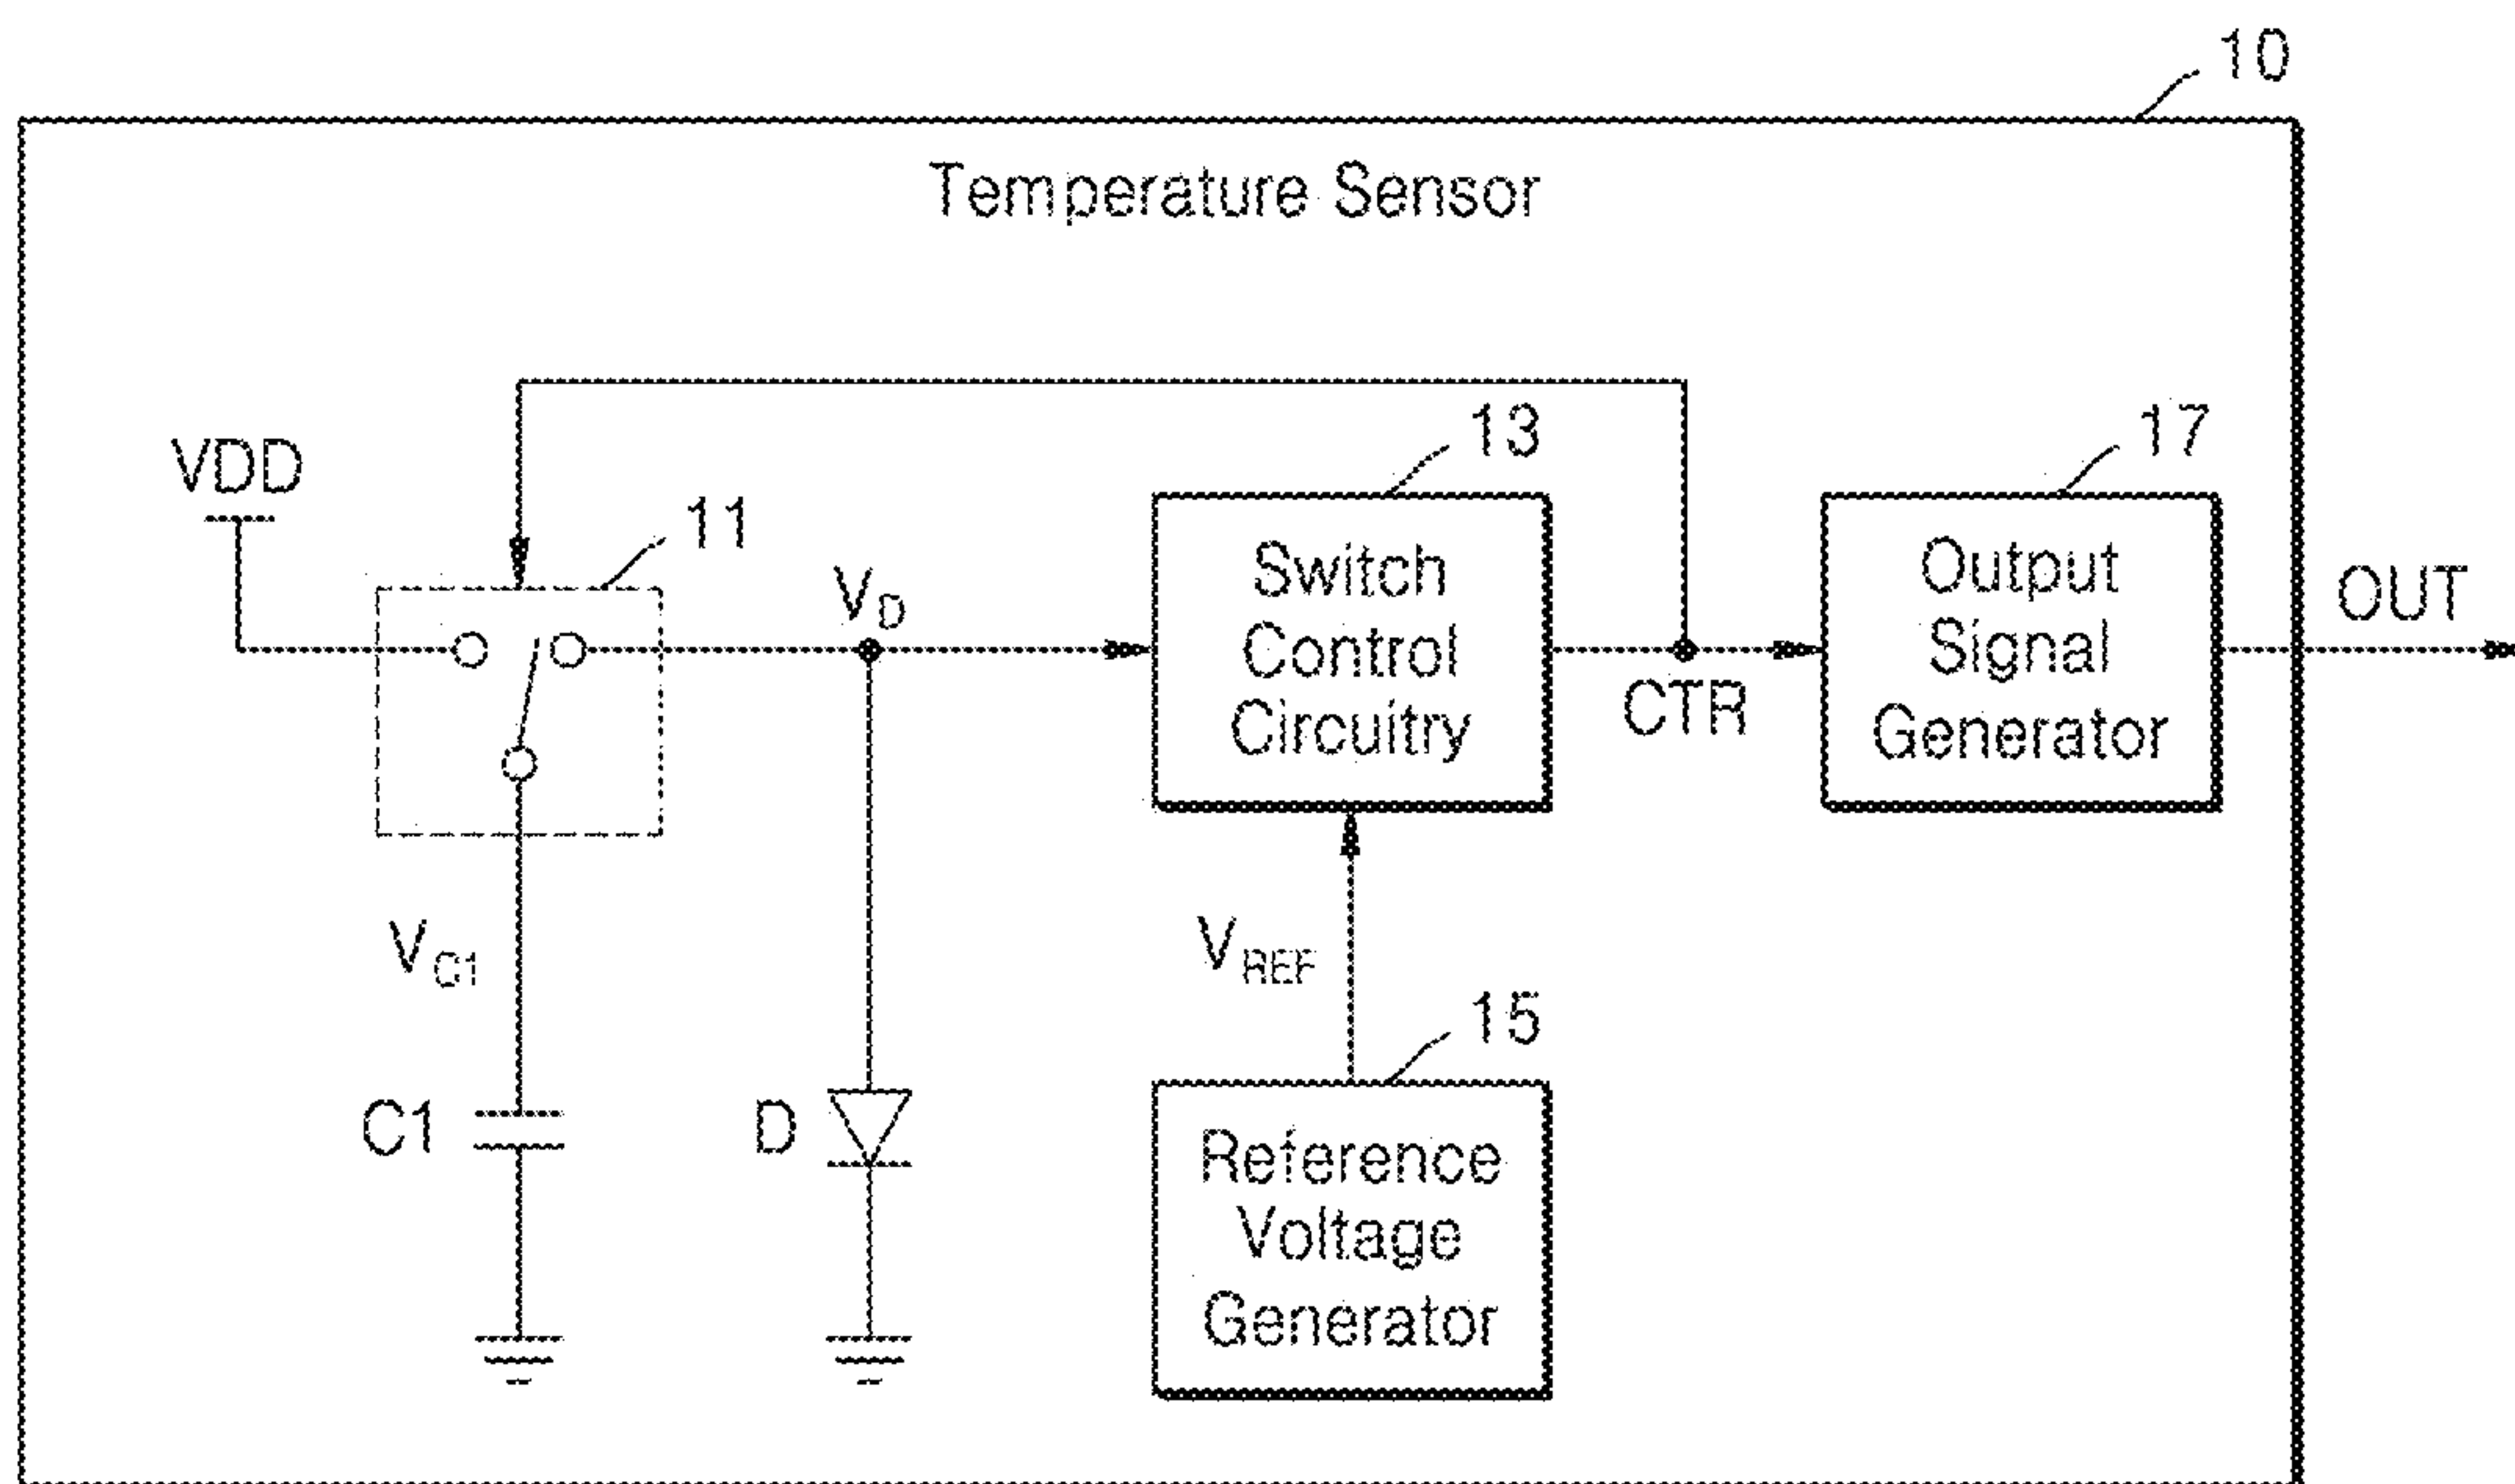 10
Temperature Sensor
VDD
11
13
17
VD
Switch
Control
Circuitry
CTR
Output
Signal
Generator
OUT
VC1
VREF
15
C1
D
Reference
Voltage
Generator